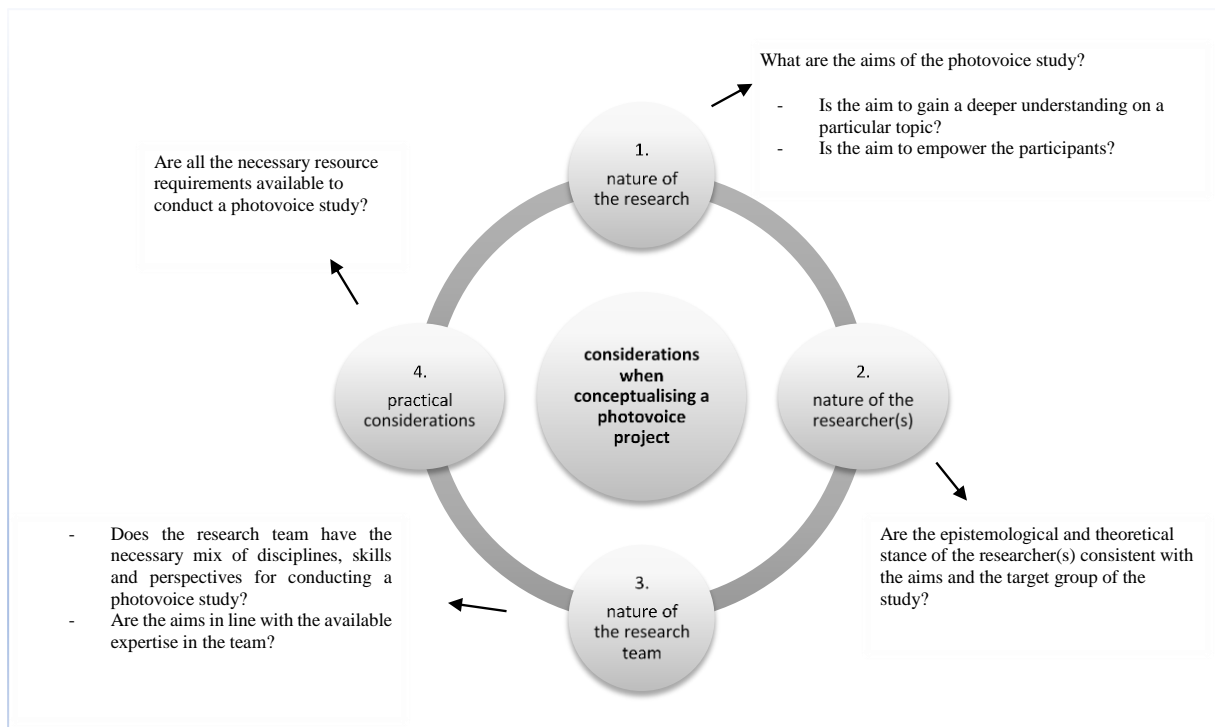 What are the aims of the photovoice study?
- Is the aim to gain a deeper understanding on a
particular topic?
- Is the aim to empower the participants?
1.
nature of
the research
Are all the necessary resource
requirements available to
conduct a photovoice study?
considerations
when
conceptualising a
photovoice
project
4.
practical
considerations
2.
nature of the
researcher(s)
Are the epistemological and theoretical
stance of the researcher(s) consistent with
the aims and the target group of the
study?
3.
nature of
the research
team
- Does the research team have the
necessary mix of disciplines, skills
and perspectives for conducting a
photovoice study?
- Are the aims in line with the available
expertise in the team?